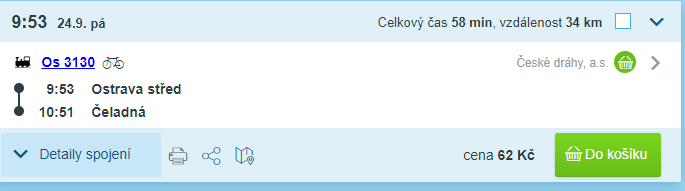 9:53 24.9. pá Celkový čas 58 min, vzdálenost 34 km
Os 3130 České dráhy, a.s.
9:53 Ostrava střed
10:51 Čeladná
Detaily spojení cena 62 Kč Do košíku